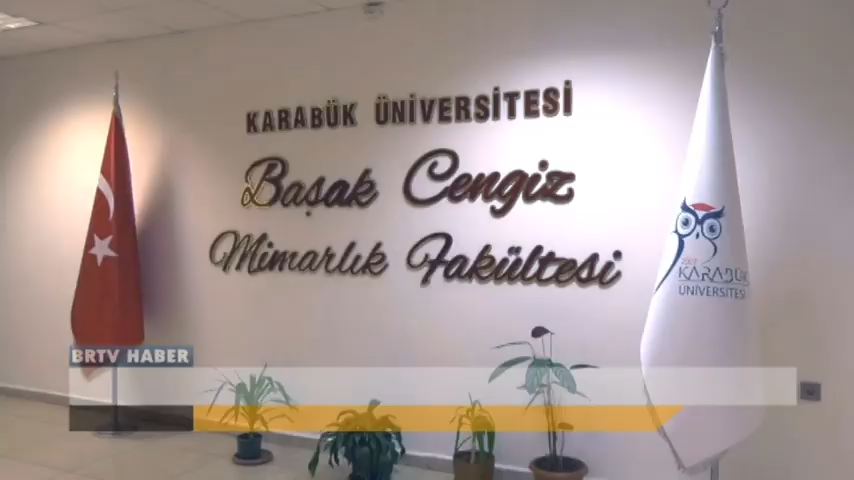 KARABÜK ÜNİVERSİTESİ
Başak Cengiz
Mimarlık Fakültesi
KARABÜK
ÜNİVERSİTESİ
BRTV HABER